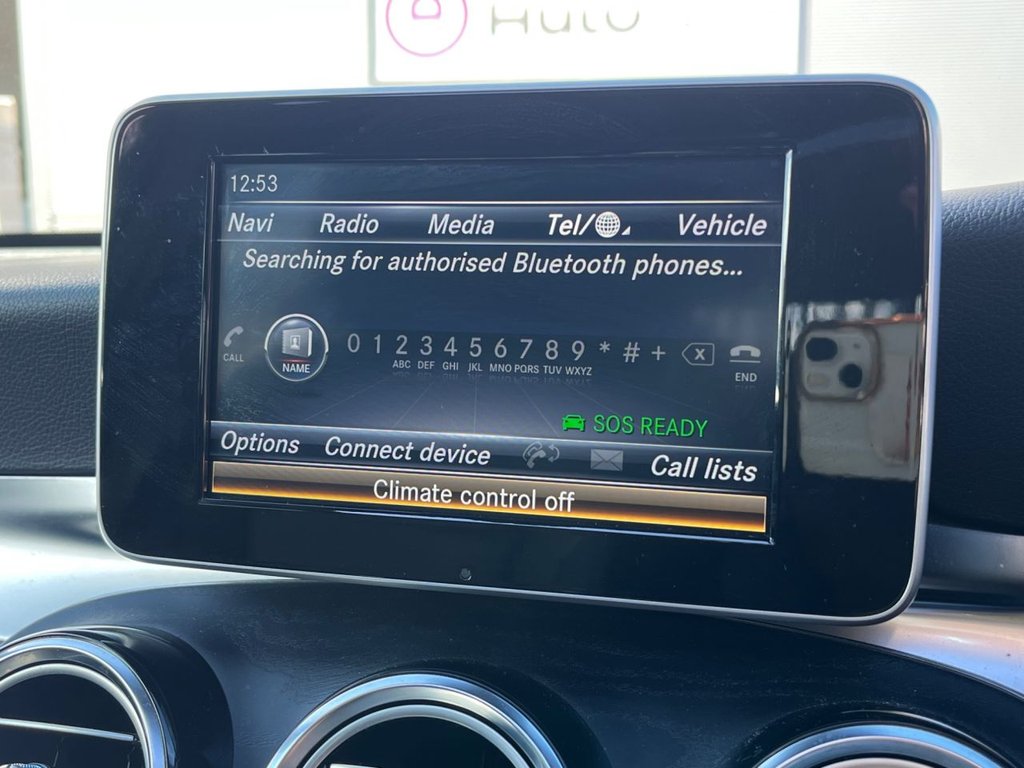 12:53
Navi Radio Media Tel/ Vehicle
Searching for authorised Bluetooth phones...
CALL NAME 0 1 2 3 4 5 6 7 8 9 * # + END
ABC DEF GHI JKL MNO PQRS TUV WXYZ
SOS READY
Options Connect device Call lists
Climate control off